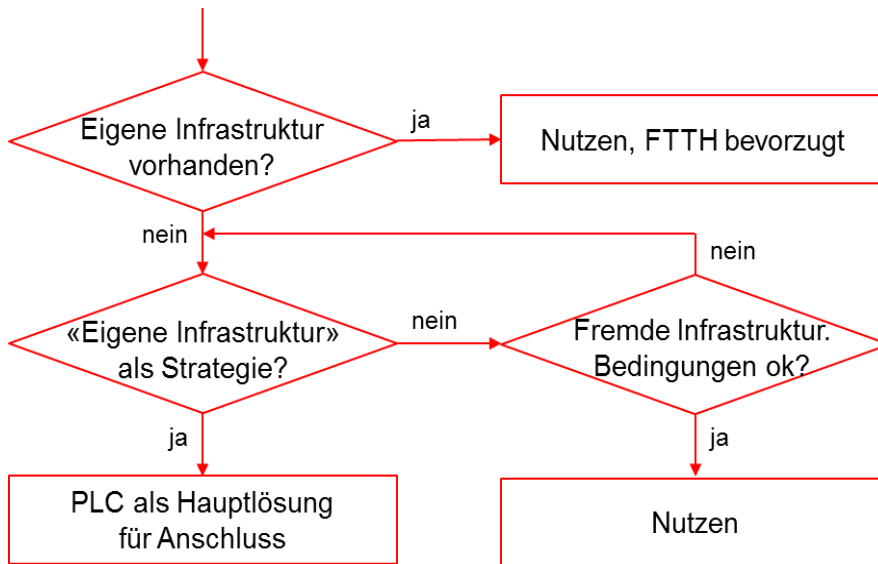 Eigene Infrastruktur
vorhanden?
ja
Nutzen, FTTH bevorzugt
nein
nein
«Eigene Infrastruktur»
als Strategie?
nein
Fremde Infrastruktur.
Bedingungen ok?
ja
ja
PLC als Hauptlösung
für Anschluss
Nutzen